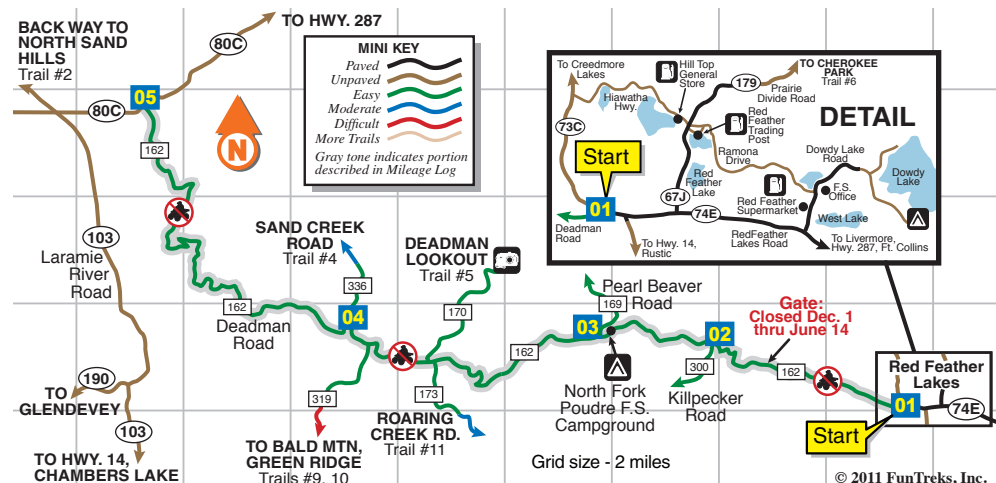 BACK WAY TO
NORTH SAND
HILLS
Trail #2
TO HWY. 287
80C
80C
05
162
N
MINI KEY
Paved
Unpaved
Easy
Moderate
Difficult
More Trails
Gray tone indicates portion
described in Mileage Log
To Creedmore
Lakes
Hill Top
General
Store
179
TO CHEROKEE
PARK
Trail #6
Prairie
Divide Road
Hiawatha
Hwy.
73C
Red
Feather
Trading
Post
DETAIL
Start
Ramona
Drive
Dowdy Lake
Road
Dowdy
Lake
Red
Feather
Lake
F.S.
Office
01
67J
Red Feather
Supermarket
74E
West Lake
Deadman
Road
RedFeather
Lakes Road
To Hwy. 14,
Rustic
To Livermore,
Hwy. 287, Ft. Collins
103
Laramie
River
Road
SAND CREEK
ROAD
Trail #4
336
DEADMAN
LOOKOUT
Trail #5
170
162
Deadman
Road
04
Pearl Beaver
Road
169
03
162
Gate:
Closed Dec. 1
thru June 14
02
300
Killpecker
Road
162
Red Feather
Lakes
01
74E
Start
190
TO
GLENDEVEY
103
TO HWY. 14,
CHAMBERS LAKE
319
TO BALD MTN,
GREEN RIDGE
Trails #9, 10
173
ROARING
CREEK RD.
Trail #11
North Fork
Poudre F.S.
Campground
Grid size - 2 miles
© 2011 FunTreks, Inc.